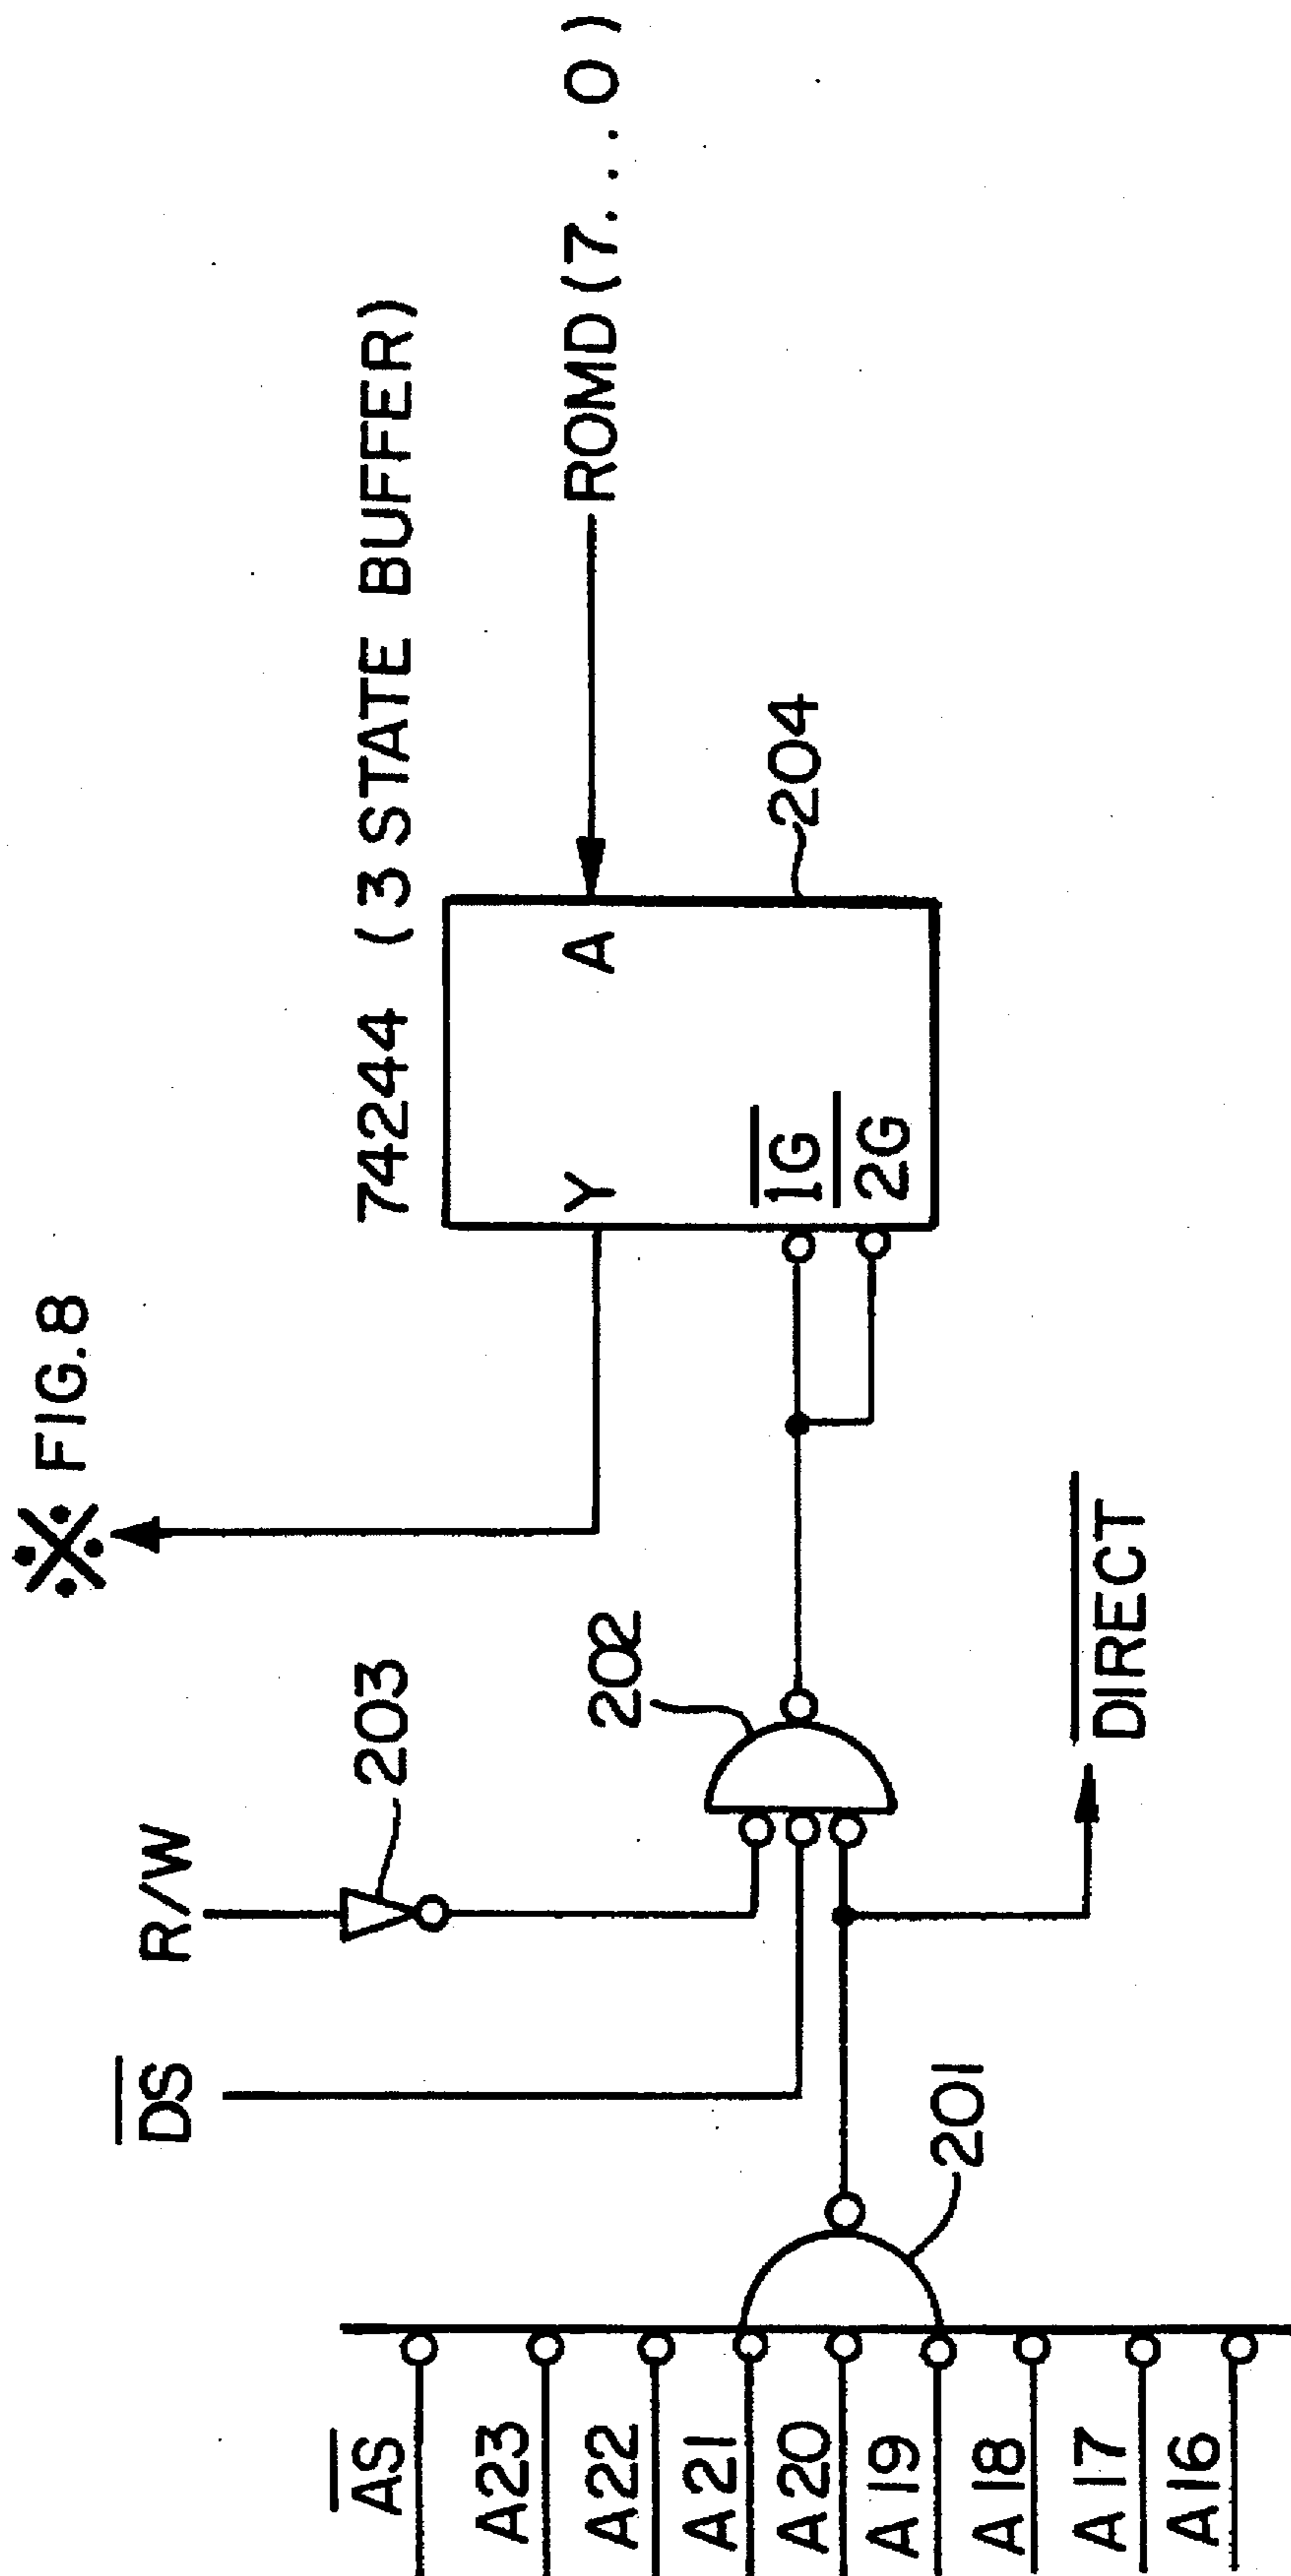 ※ FIG.8
74244 (3 STATE BUFFER)
ROMD (7...0)
Y
A
1G
2G
204
R/W
203
DS
202
DIRECT
201
AS
A23
A22
A21
A20
A19
A18
A17
A16